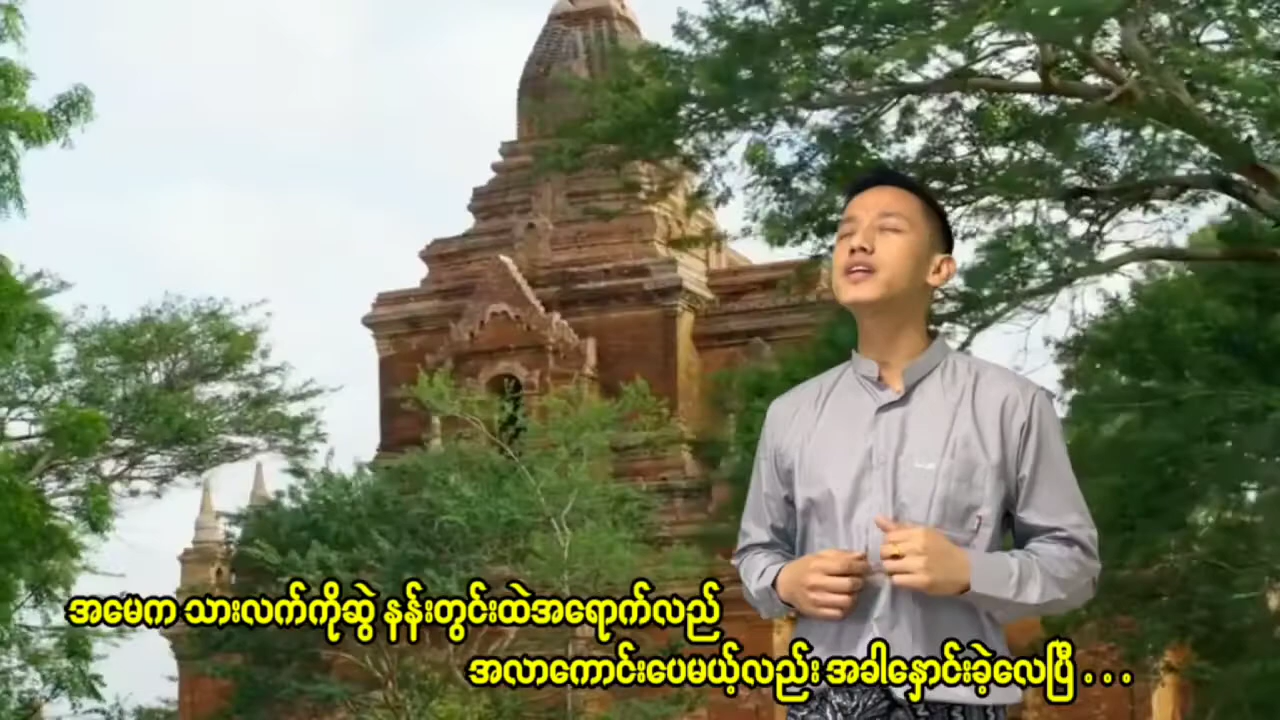 အမေက သားလက်ကိုဆွဲ နန်းတွင်းထဲအရောက်လည်
အလာကောင်းပေမယ့်လည်း အခါနှောင်းခဲ့လေပြီ . . .